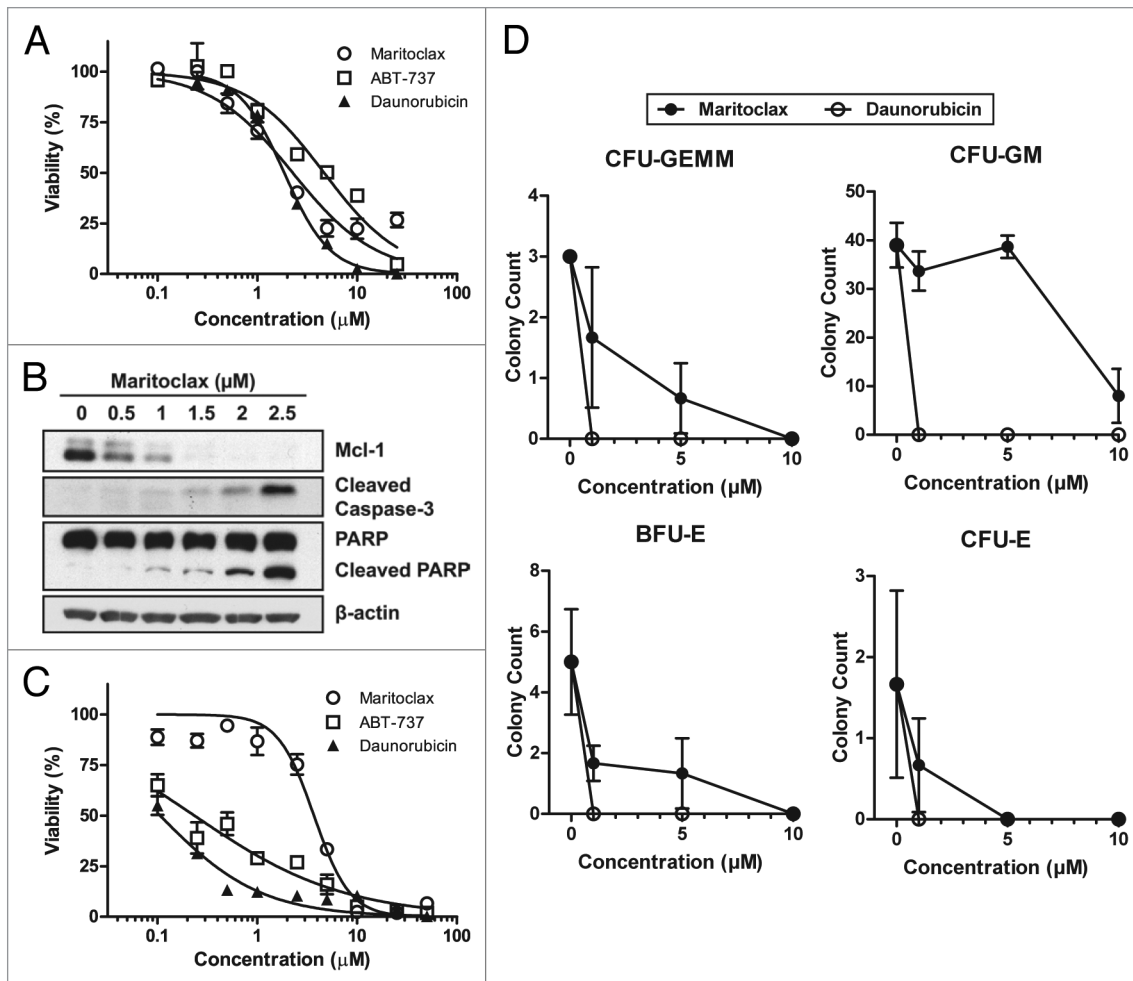 A
Maritoclax
ABT-737
Daunorubicin
100
75
50
25
0
Viability (%)
0.1 1 10 100
Concentration (μM)
B
Maritoclax (μM)
0 0.5 1 1.5 2 2.5
Mcl-1
Cleaved
Caspase-3
PARP
Cleaved PARP
β-actin
C
Maritoclax
ABT-737
Daunorubicin
100
75
50
25
0
Viability (%)
0.1 1 10 100
Concentration (μM)
D
Maritoclax Daunorubicin
CFU-GEMM
4
3
2
1
0
Colony Count
0 5 10
Concentration (μM)
CFU-GM
50
40
30
20
10
0
Colony Count
0 5 10
Concentration (μM)
BFU-E
8
6
4
2
0
Colony Count
0 5 10
Concentration (μM)
CFU-E
3
2
1
0
Colony Count
0 5 10
Concentration (μM)